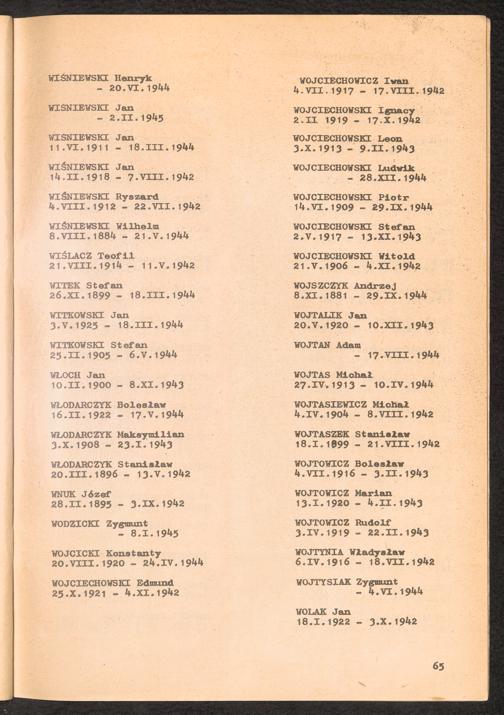 WIŚNIEWSKI Henryk
- 20.VI.1944
WIŚNIEWSKI Jan
- 2.II.1945
WIŚNIEWSKI Jan
11.VI.1911 - 18.III.1944
WIŚNIEWSKI Jan
14.II.1918 - 7.VIII.1942
WIŚNIEWSKI Ryszard
4.VIII.1912 - 22.VII.1942
WIŚNIEWSKI Wilhelm
8.VIII.1884 - 21.V.1944
WIŚLACZ Teofil
21.VIII.1914 - 11.V.1942
WITEK Stefan
26.XI.1899 - 18.III.1944
WITKOWSKI Jan
3.V.1925 - 18.III.1944
WITKOWSKI Stefan
25.II.1905 - 6.V.1944
WŁOCH Jan
10.II.1900 - 8.XI.1943
WŁODARCZYK Bolesław
16.II.1922 - 17.V.1944
WŁODARCZYK Maksymilian
3.X.1908 - 23.I.1943
WŁODARCZYK Stanisław
20.III.1896 - 13.V.1942
WNUK Józef
28.II.1895 - 3.IX.1942
WODZICKI Zygmunt
- 8.I.1945
WOJCICKI Konstanty
20.VIII.1920 - 24.IV.1944
WOJCIECHOWSKI Edmund
25.X.1921 - 4.XI.1942
WOJCIECHOWICZ Iwan
4.VII.1917 - 17.VIII.1942
WOJCIECHOWSKI Ignacy
2.II 1919 - 17.X.1942
WOJCIECHOWSKI Leon
3.X.1913 - 9.II.1943
WOJCIECHOWSKI Ludwik
- 28.XII.1944
WOJCIECHOWSKI Piotr
14.VI.1909 - 29.IX.1944
WOJCIECHOWSKI Stefan
2.V.1917 - 13.XI.1943
WOJCIECHOWSKI Witold
21.V.1906 - 4.XI.1942
WOJSZCZYK Andrzej
8.XI.1881 - 29.IX.1944
WOJTALIK Jan
20.V.1920 - 10.XII.1943
WOJTAN Adam
- 17.VIII.1944
WOJTAS Michał
27.IV.1913 - 10.IV.1944
WOJTASIEWICZ Michał
4.IV.1904 - 8.VIII.1942
WOJTASZEK Stanisław
18.I.1899 - 21.VIII.1942
WOJTOWICZ Bolesław
4.VII.1916 - 3.II.1943
WOJTOWICZ Marian
13.I.1920 - 4.II.1943
WOJTOWICZ Rudolf
3.IV.1919 - 22.II.1943
WOJTYNIA Władysław
6.IV.1916 - 18.VII.1942
WOJTYSIAK Zygmunt
- 4.VI.1944
WOLAK Jan
18.I.1922 - 3.X.1942
65